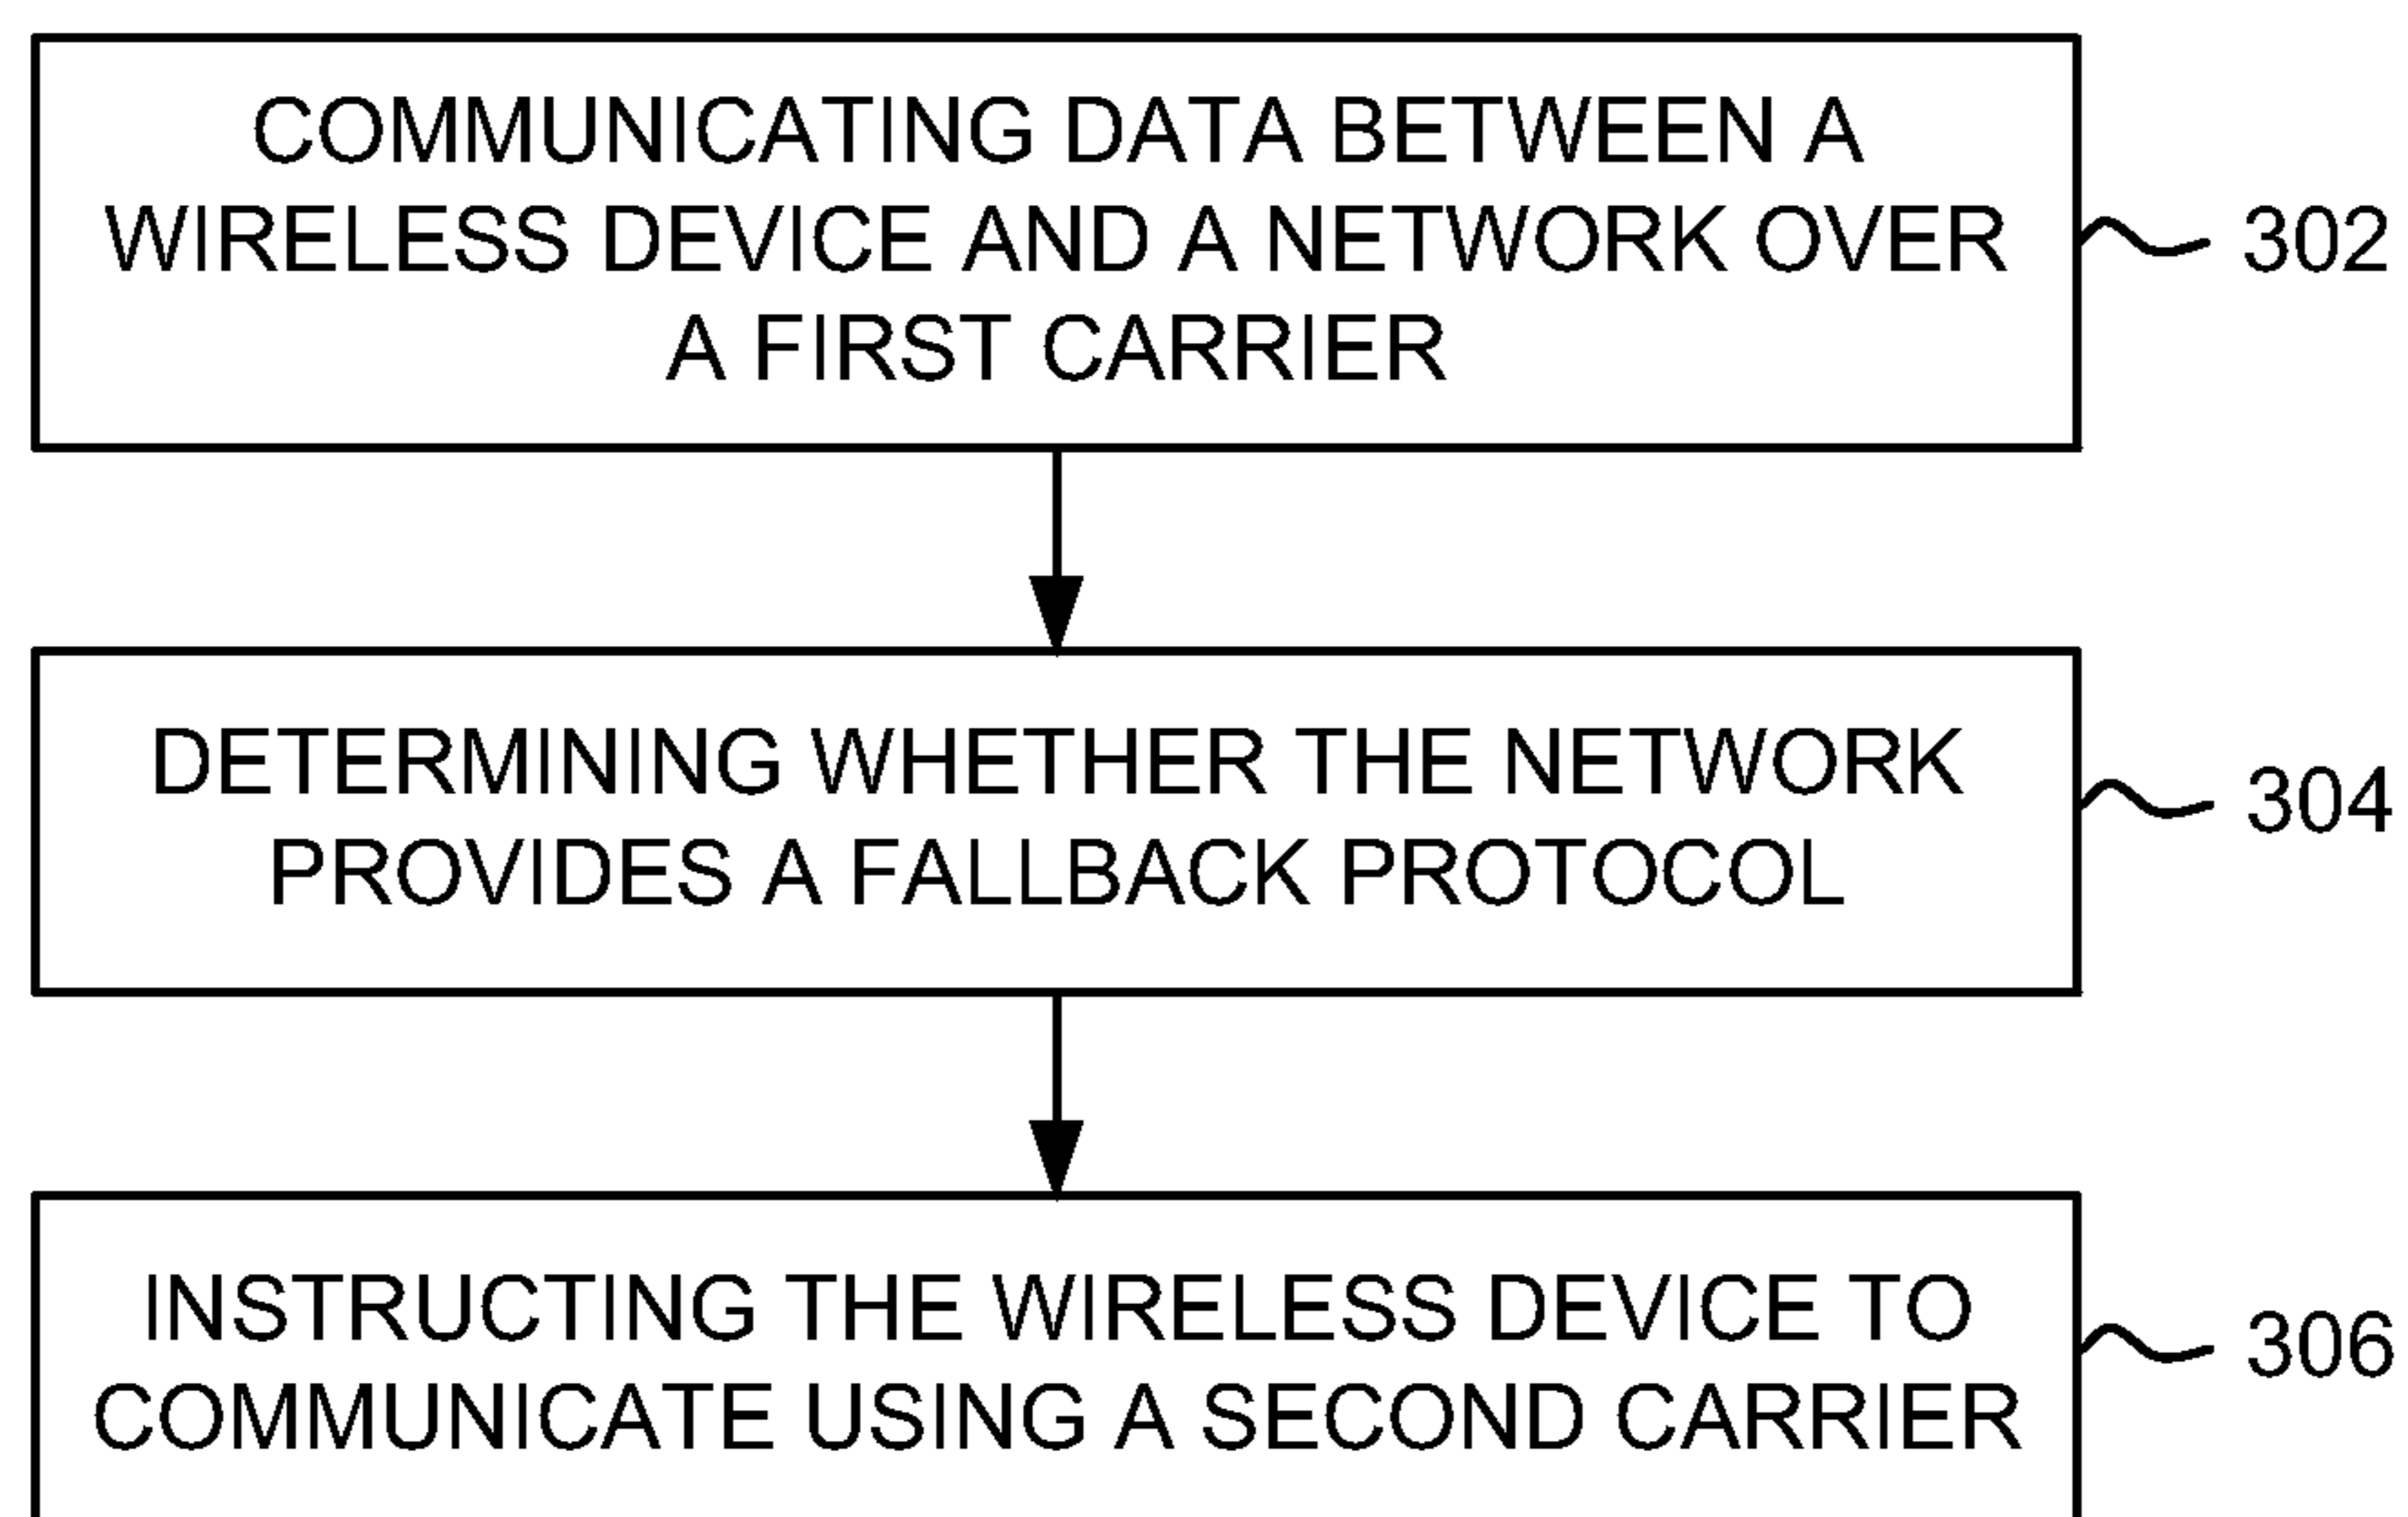 COMMUNICATING DATA BETWEEN A
WIRELESS DEVICE AND A NETWORK OVER
A FIRST CARRIER
302
DETERMINING WHETHER THE NETWORK
PROVIDES A FALLBACK PROTOCOL
304
INSTRUCTING THE WIRELESS DEVICE TO
COMMUNICATE USING A SECOND CARRIER
306